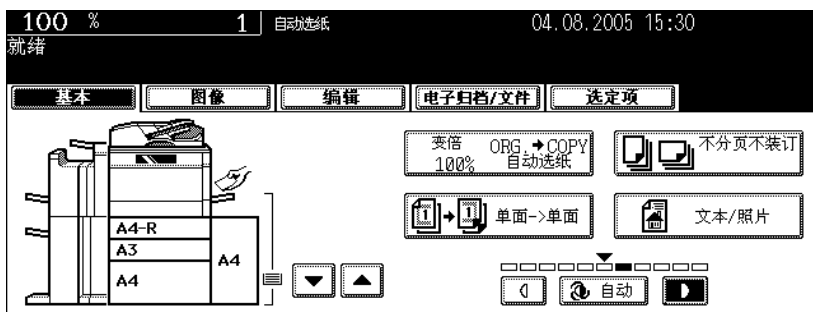 100 % 1 自动选纸 04.08.2005 15:30
就绪
基本 图像 编辑 电子归档/文件 选定项
变倍 ORG.→COPY 不分页不装订
100% 自动选纸
1→1 单面->单面 文本/照片
A4-R
A3
A4
A4
自动